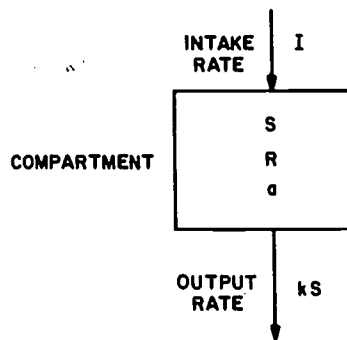 INTAKE I
RATE
S
COMPARTMENT R
a
OUTPUT kS
RATE